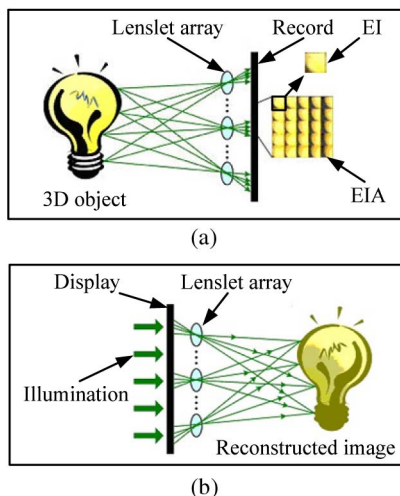 Lenslet array
Record
EI
3D object
EIA
(a)
Display
Lenslet array
Illumination
Reconstructed image
(b)